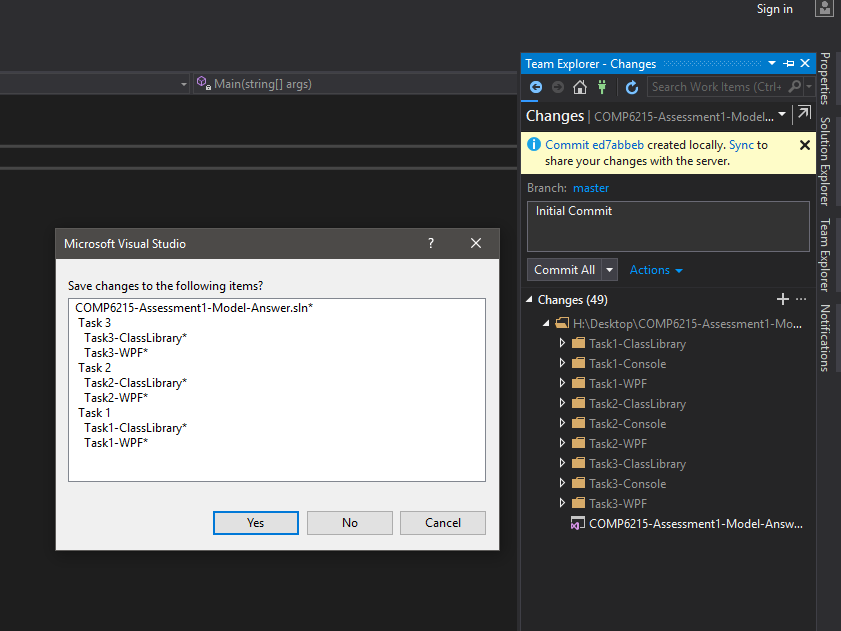 Sign in
Main(string[] args)
Team Explorer - Changes
Search Work Items (Ctrl+
Changes | COMP6215-Assessment1-Model...
Commit ed7abbeb created locally. Sync to
share your changes with the server.
Branch: master
Initial Commit
Commit All
Actions
Changes (49)
H:\Desktop\COMP6215-Assessment1-Mo...
Task1-ClassLibrary
Task1-Console
Task1-WPF
Task2-ClassLibrary
Task2-Console
Task2-WPF
Task3-ClassLibrary
Task3-Console
Task3-WPF
COMP6215-Assessment1-Model-Answ...
Properties
Solution Explorer
Team Explorer
Notifications
Microsoft Visual Studio
?
Save changes to the following items?
COMP6215-Assessment1-Model-Answer.sln*
Task 3
Task3-ClassLibrary*
Task3-WPF*
Task 2
Task2-ClassLibrary*
Task2-WPF*
Task 1
Task1-ClassLibrary*
Task1-WPF*
Yes
No
Cancel